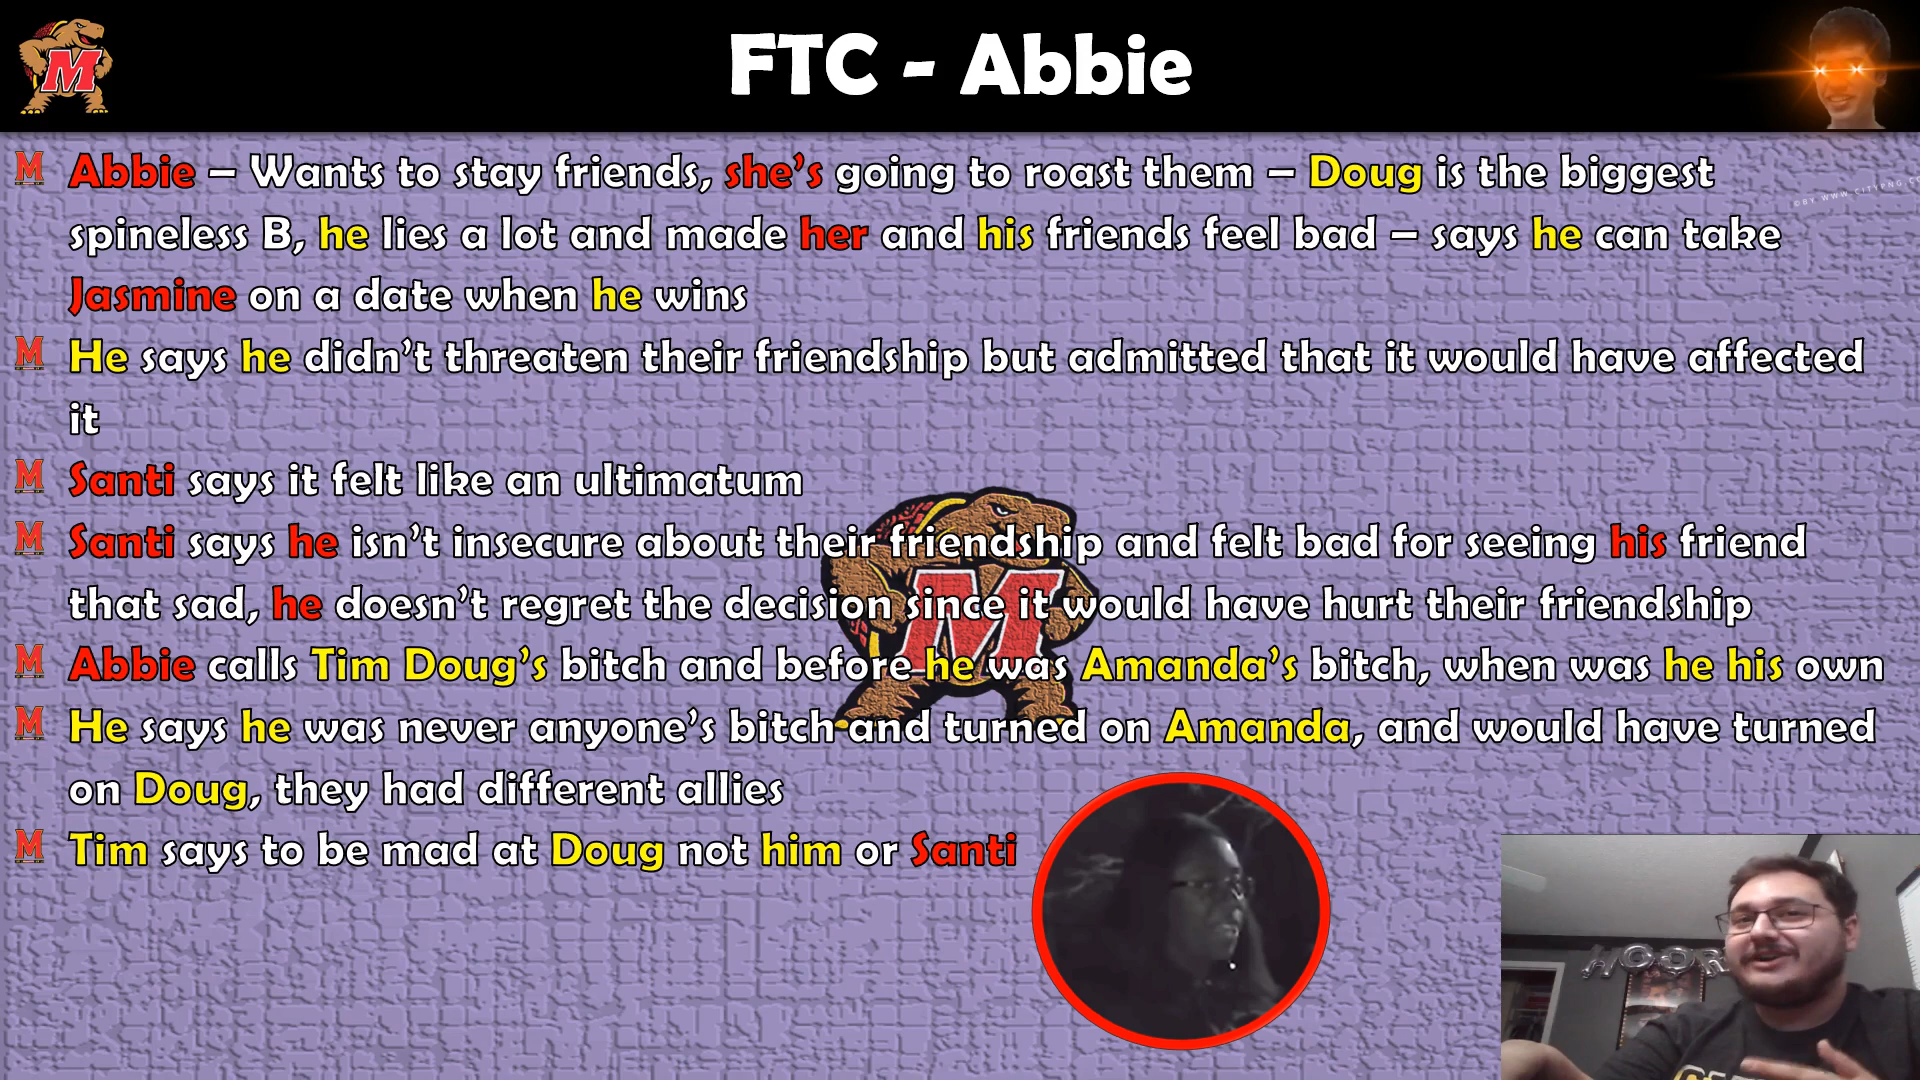 FTC - Abbie
Abbie – Wants to stay friends, she's going to roast them – Doug is the biggest
spineless B, he lies a lot and made her and his friends feel bad – says he can take
Jasmine on a date when he wins
He says he didn't threaten their friendship but admitted that it would have affected
it
Santi says it felt like an ultimatum
Santi says he isn't insecure about their friendship and felt bad for seeing his friend
that sad, he doesn't regret the decision since it would have hurt their friendship
Abbie calls Tim Doug's bitch and before he was Amanda's bitch, when was he his own
He says he was never anyone's bitch and turned on Amanda, and would have turned
on Doug, they had different allies
Tim says to be mad at Doug not him or Santi
M
M